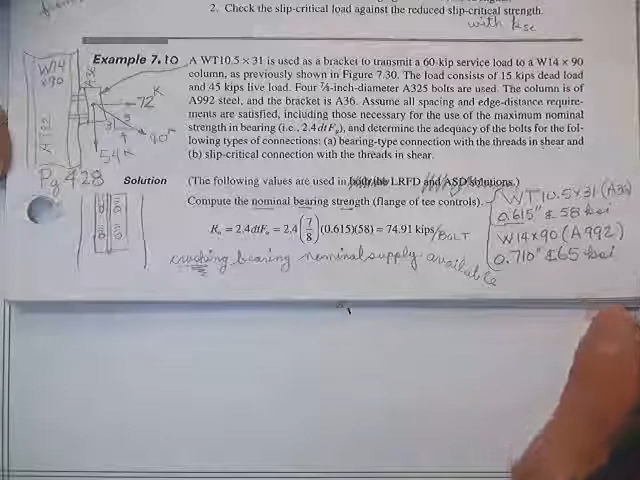 2. Check the slip-critical load against the reduced slip-critical strength.
with ksc
Example 7.10 A WT10.5 × 31 is used as a bracket to transmit a 60-kip service load to a W14 × 90
column, as previously shown in Figure 7.30. The load consists of 15 kips dead load
and 45 kips live load. Four 7/8-inch-diameter A325 bolts are used. The column is of
A992 steel, and the bracket is A36. Assume all spacing and edge-distance require-
ments are satisfied, including those necessary for the use of the maximum nominal
strength in bearing (i.e., 2.4dtFu), and determine the adequacy of the bolts for the fol-
lowing types of connections: (a) bearing-type connection with the threads in shear and
(b) slip-critical connection with the threads in shear.
W14
×90
A36
72K
90K
54K
Pg 428
Solution (The following values are used in both the LRFD and ASD solutions.)
Compute the nominal bearing strength (flange of tee controls).
Rn = 2.4dtFu = 2.4(7/8)(0.615)(58) = 74.91 kips/BOLT
crushing bearing nominal supply available
WT10.5×31 (A36)
0.615" & 58 ksi
W14×90 (A992)
0.710" & 65 ksi